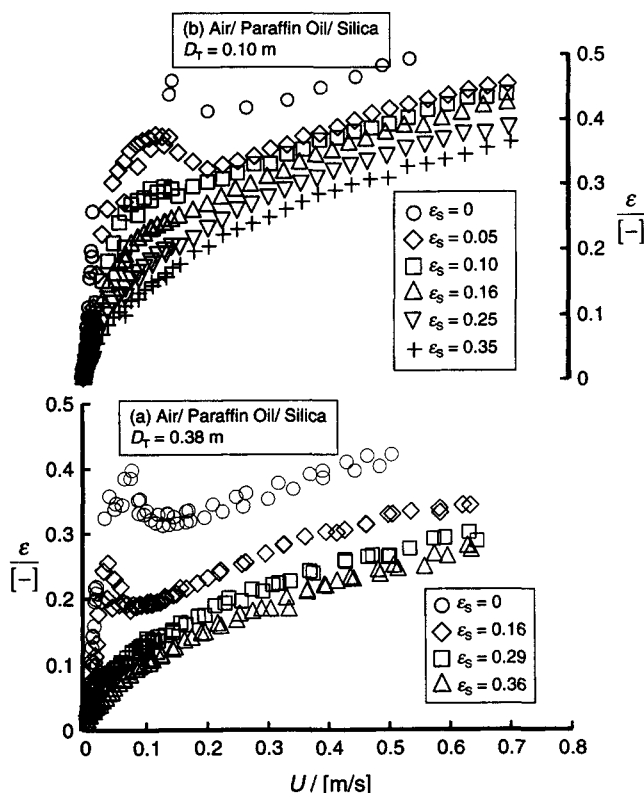 (b) Air/ Paraffin Oil/ Silica
D_T = 0.10 m
0.5
0.4
0.3
0.2
0.1
0
ε
[-]
ε_S = 0
ε_S = 0.05
ε_S = 0.10
ε_S = 0.16
ε_S = 0.25
ε_S = 0.35
(a) Air/ Paraffin Oil/ Silica
D_T = 0.38 m
0.5
0.4
0.3
0.2
0.1
0
ε
[-]
ε_S = 0
ε_S = 0.16
ε_S = 0.29
ε_S = 0.36
0 0.1 0.2 0.3 0.4 0.5 0.6 0.7 0.8
U / [m/s]